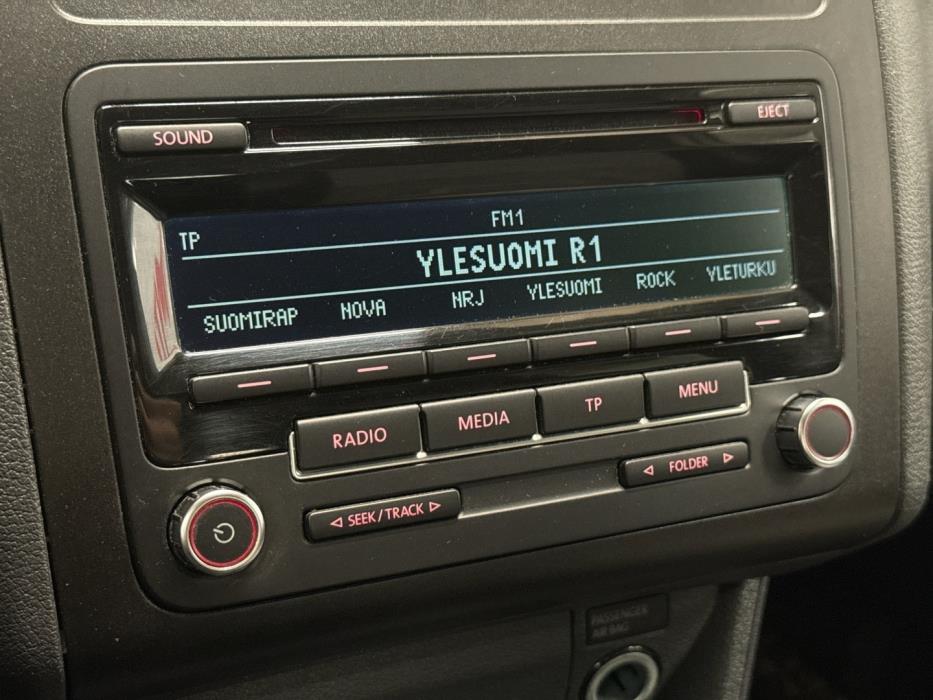 SOUND
EJECT
FM1
TP
YLESUOMI R1
SUOMIRAP NOVA NRJ YLESUOMI ROCK YLETURKU
RADIO MEDIA TP MENU
SEEK/TRACK
FOLDER
PASSENGER
AIR BAG